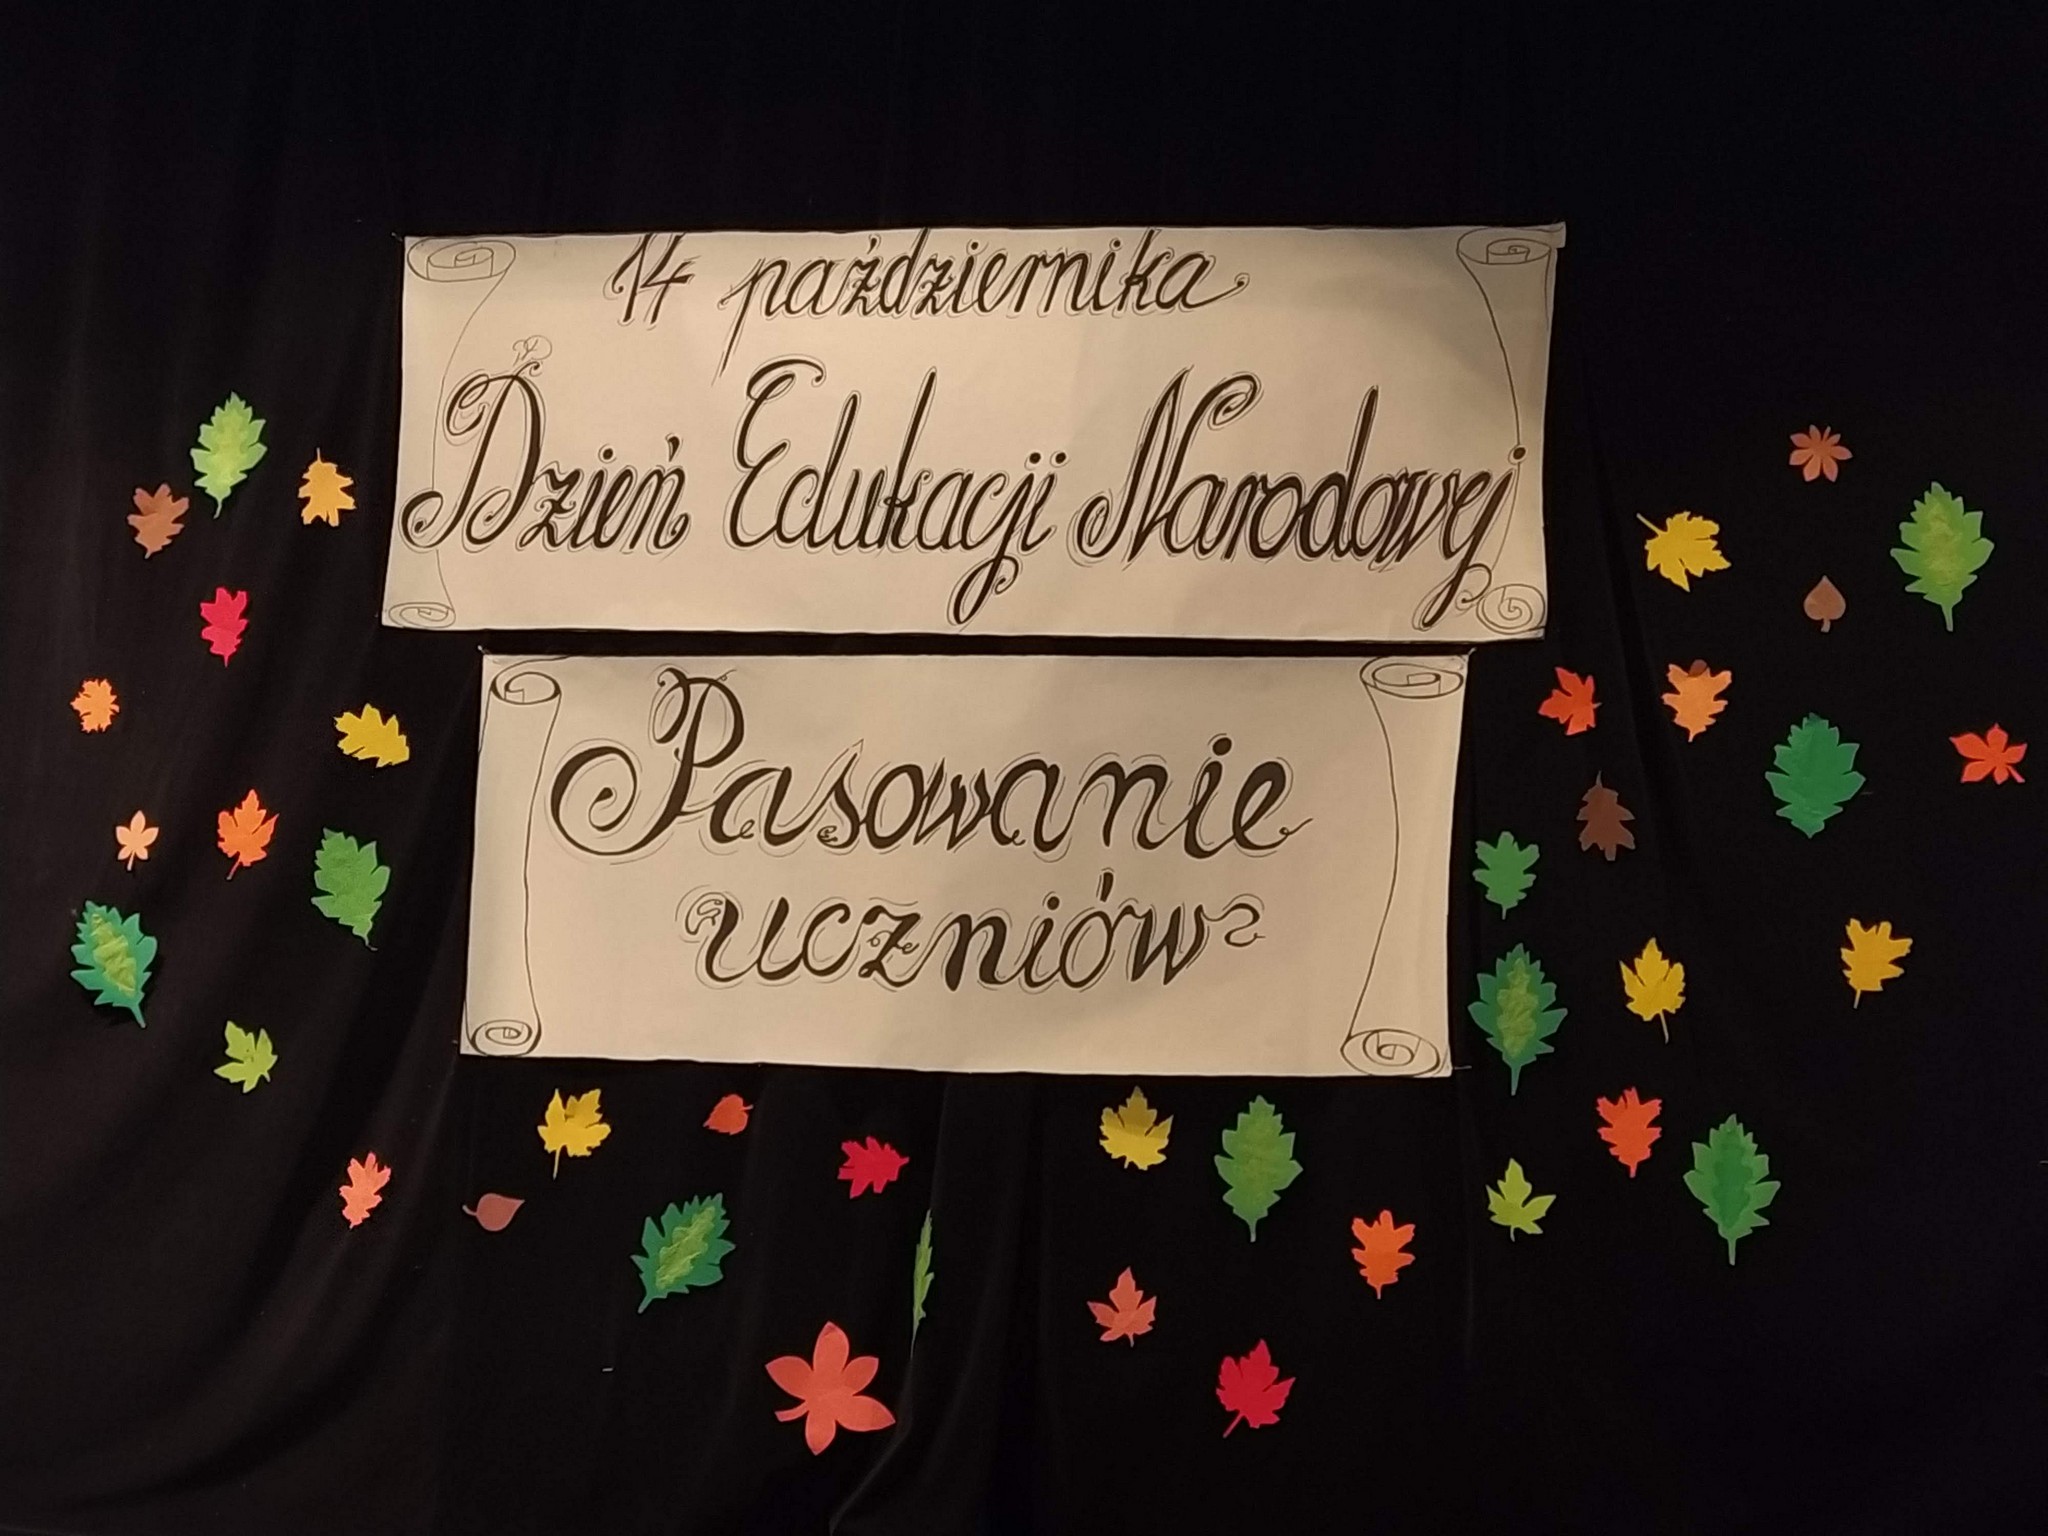 14 października
Dzień Edukacji Narodowej
Pasowanie
uczniów